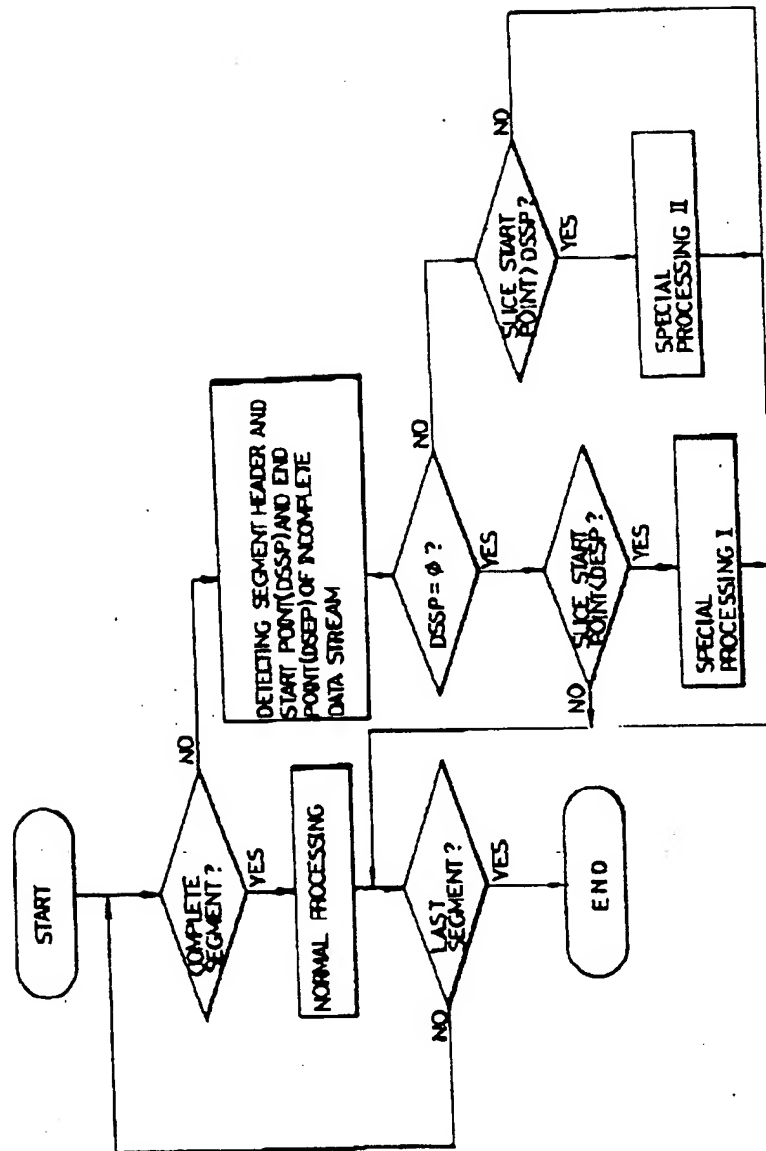 START
COMPLETE
SEGMENT?
NO
YES
NORMAL PROCESSING
LAST
SEGMENT?
NO
YES
END
DETECTING SEGMENT HEADER AND
START POINT(DSSP) AND END
POINT(DSEP) OF INCOMPLETE
DATA STREAM
DSSP=ϕ?
NO
YES
SLICE START
POINT<DESP?
NO
YES
SPECIAL
PROCESSING I
SLICE START
POINT>DSSP?
NO
YES
SPECIAL
PROCESSING II